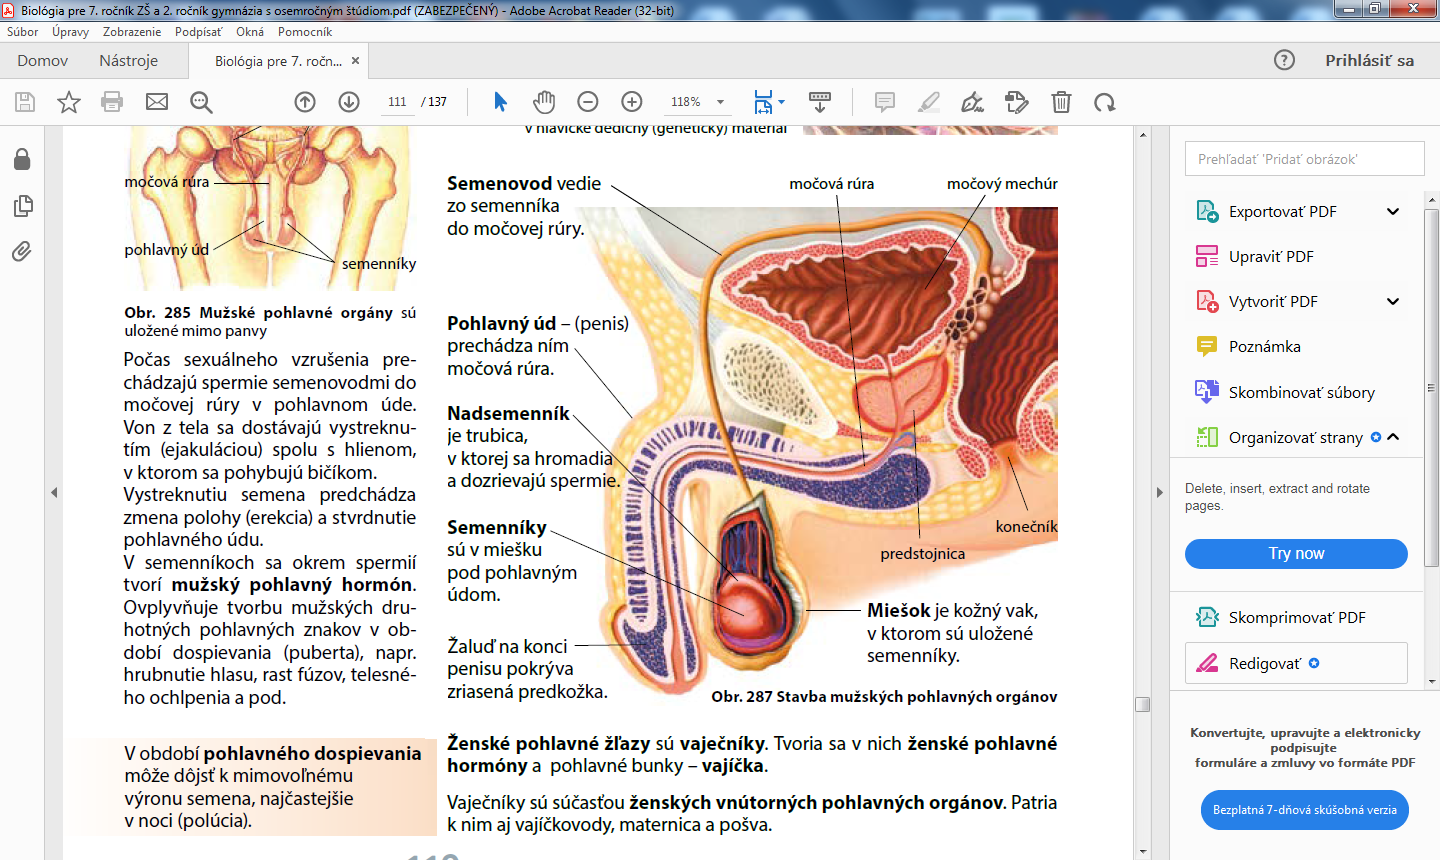 Biológia pre 7. ročník ZŠ a 2. ročník gymnázia s osemročným štúdiom.pdf (ZABEZPEČENÝ) - Adobe Acrobat Reader (32-bit)
Súbor Úpravy Zobrazenie Podpísať Okná Pomocník
Domov Nástroje Biológia pre 7. ročn... × Prihlásiť sa
111 / 137 118%
v hlavičke dedičný (genetický) materiál
močová rúra
pohlavný úd
semenníky
Obr. 285 Mužské pohlavné orgány sú
uložené mimo panvy
Počas sexuálneho vzrušenia pre-
chádzajú spermie semenovodmi do
močovej rúry v pohlavnom úde.
Von z tela sa dostávajú vystreknu-
tím (ejakuláciou) spolu s hlienom,
v ktorom sa pohybujú bičíkom.
Vystreknutiu semena predchádza
zmena polohy (erekcia) a stvrdnutie
pohlavného údu.
V semenníkoch sa okrem spermií
tvorí mužský pohlavný hormón.
Ovplyvňuje tvorbu mužských dru-
hotných pohlavných znakov v ob-
dobí dospievania (puberta), napr.
hrubnutie hlasu, rast fúzov, telesné-
ho ochlpenia a pod.
V období pohlavného dospievania
môže dôjsť k mimovoľnému
výronu semena, najčastejšie
v noci (polúcia).
Semenovod vedie
zo semenníka
do močovej rúry.
močová rúra
močový mechúr
Pohlavný úd – (penis)
prechádza ním
močová rúra.
Nadsemenník
je trubica,
v ktorej sa hromadia
a dozrievajú spermie.
Semenníky
sú v miešku
pod pohlavným
údom.
Žaluď na konci
penisu pokrýva
zriasená predkožka.
konečník
predstojnica
Miešok je kožný vak,
v ktorom sú uložené
semenníky.
Obr. 287 Stavba mužských pohlavných orgánov
Ženské pohlavné žľazy sú vaječníky. Tvoria sa v nich ženské pohlavné
hormóny a pohlavné bunky – vajíčka.
Vaječníky sú súčasťou ženských vnútorných pohlavných orgánov. Patria
k nim aj vajíčkovody, maternica a pošva.
Prehľadať 'Pridať obrázok'
Exportovať PDF
Upraviť PDF
Vytvoriť PDF
Poznámka
Skombinovať súbory
Organizovať strany
Delete, insert, extract and rotate
pages.
Try now
Skomprimovať PDF
Redigovať
Konvertujte, upravujte a elektronicky
podpisujte
formuláre a zmluvy vo formáte PDF
Bezplatná 7-dňová skúšobná verzia